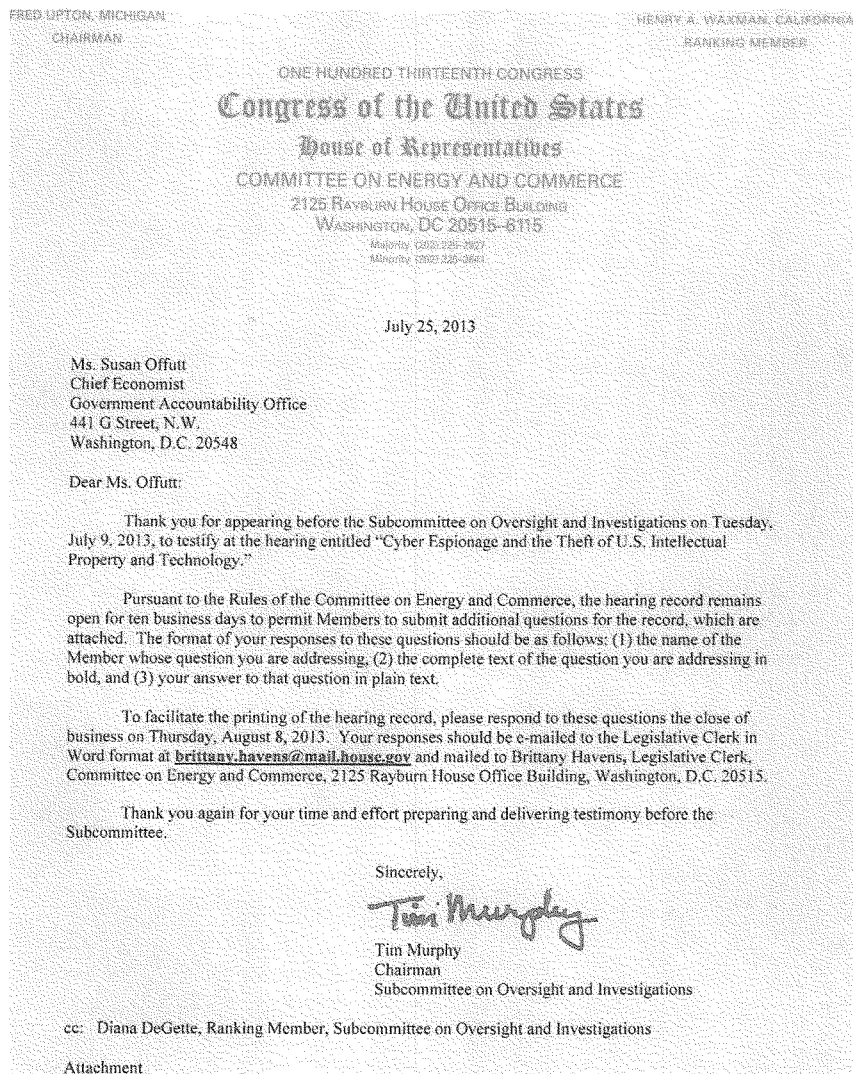 FRED UPTON, MICHIGAN
CHAIRMAN
HENRY A. WAXMAN, CALIFORNIA
RANKING MEMBER
ONE HUNDRED THIRTEENTH CONGRESS
Congress of the United States
House of Representatives
COMMITTEE ON ENERGY AND COMMERCE
2125 RAYBURN HOUSE OFFICE BUILDING
WASHINGTON, DC 20515–6115
Majority (202) 225-2927
Minority (202) 225-3641
July 25, 2013
Ms. Susan Offutt
Chief Economist
Government Accountability Office
441 G Street, N.W.
Washington, D.C. 20548
Dear Ms. Offutt:
Thank you for appearing before the Subcommittee on Oversight and Investigations on Tuesday,
July 9, 2013, to testify at the hearing entitled “Cyber Espionage and the Theft of U.S. Intellectual
Property and Technology.”
Pursuant to the Rules of the Committee on Energy and Commerce, the hearing record remains
open for ten business days to permit Members to submit additional questions for the record, which are
attached. The format of your responses to these questions should be as follows: (1) the name of the
Member whose question you are addressing, (2) the complete text of the question you are addressing in
bold, and (3) your answer to that question in plain text.
To facilitate the printing of the hearing record, please respond to these questions the close of
business on Thursday, August 8, 2013. Your responses should be e-mailed to the Legislative Clerk in
Word format at brittany.havens@mail.house.gov and mailed to Brittany Havens, Legislative Clerk,
Committee on Energy and Commerce, 2125 Rayburn House Office Building, Washington, D.C. 20515.
Thank you again for your time and effort preparing and delivering testimony before the
Subcommittee.
Sincerely,
Tim Murphy
Tim Murphy
Chairman
Subcommittee on Oversight and Investigations
cc: Diana DeGette, Ranking Member, Subcommittee on Oversight and Investigations
Attachment